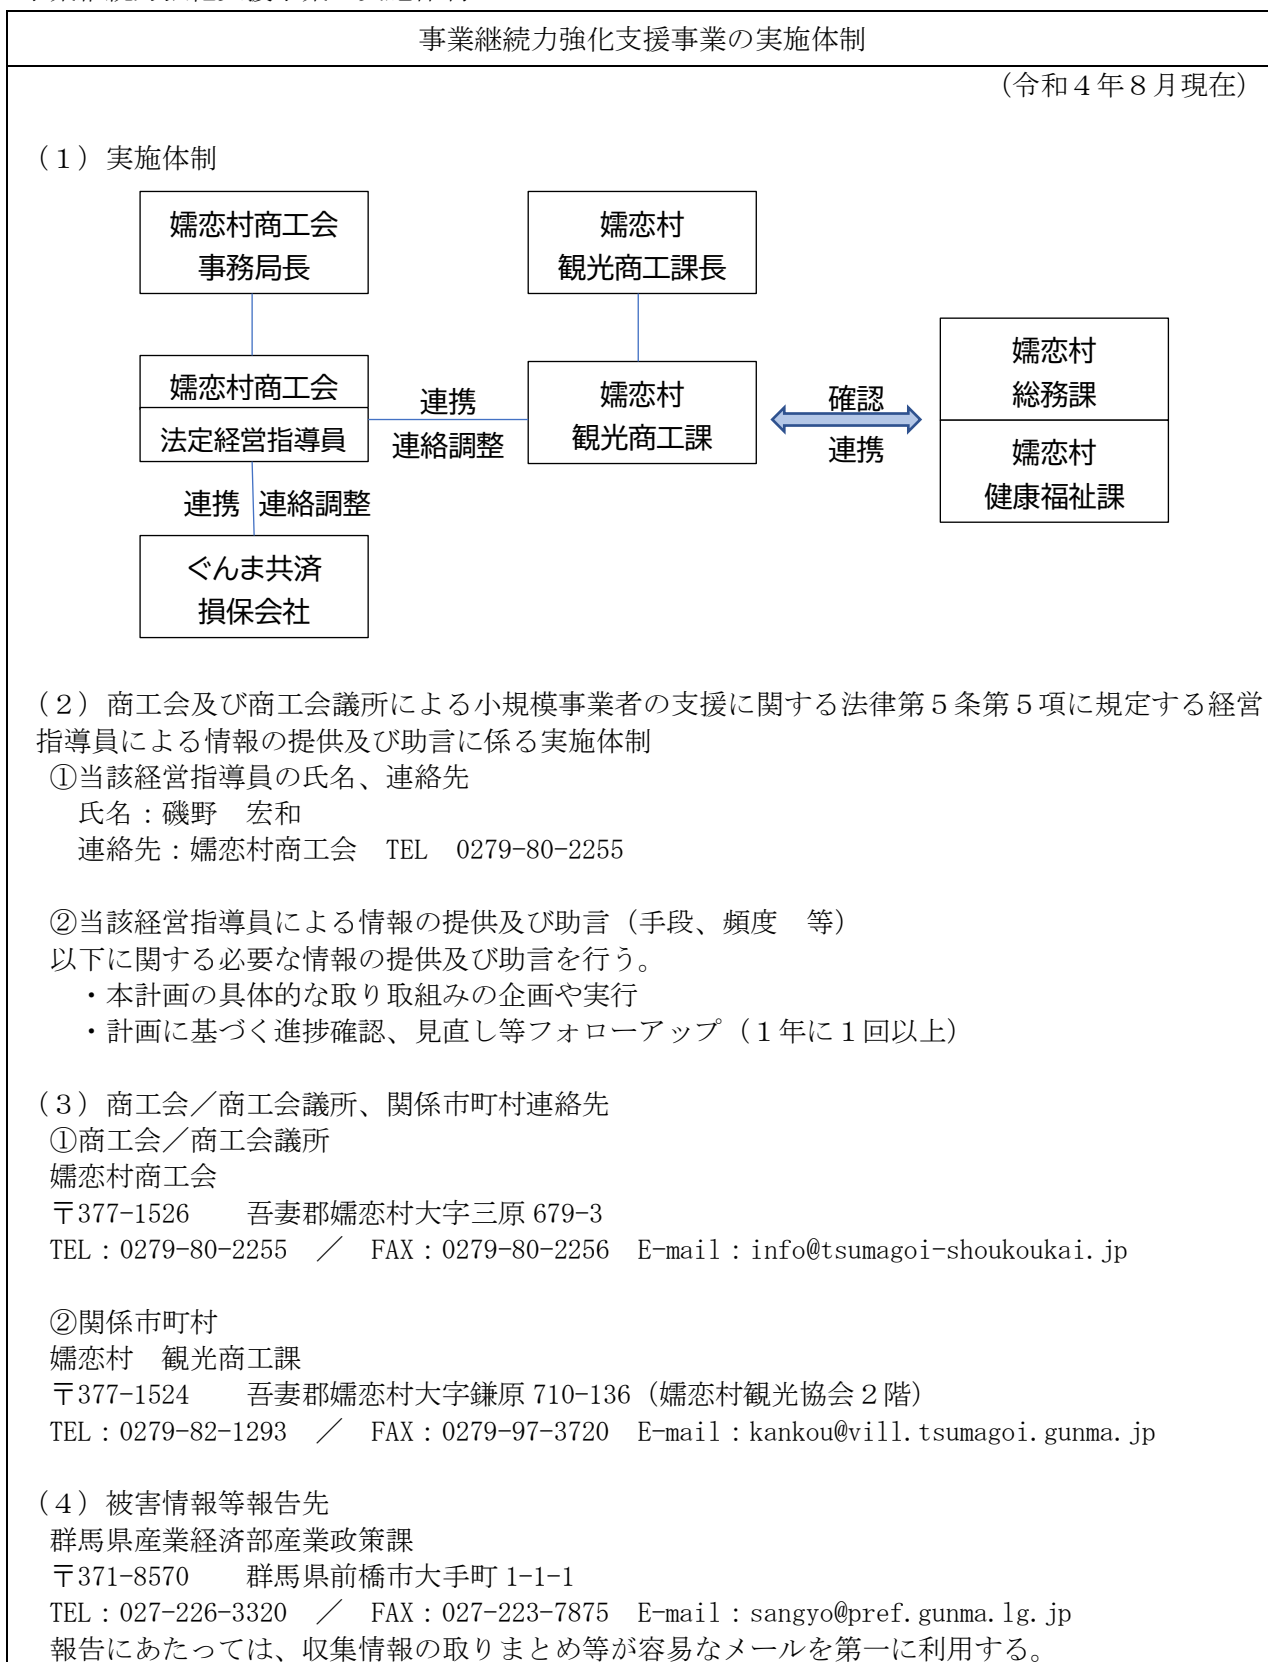 事業継続力強化支援事業の実施体制
（令和４年８月現在）
（１）実施体制
嬬恋村商工会
事務局長
嬬恋村
観光商工課長
嬬恋村商工会
法定経営指導員
連携
連絡調整
嬬恋村
観光商工課
確認
連携
嬬恋村
総務課
嬬恋村
健康福祉課
連携 連絡調整
ぐんま共済
損保会社
（２）商工会及び商工会議所による小規模事業者の支援に関する法律第５条第５項に規定する経営
指導員による情報の提供及び助言に係る実施体制
①当該経営指導員の氏名、連絡先
氏名：磯野　宏和
連絡先：嬬恋村商工会　TEL　0279-80-2255
②当該経営指導員による情報の提供及び助言（手段、頻度　等）
以下に関する必要な情報の提供及び助言を行う。
・本計画の具体的な取り取組みの企画や実行
・計画に基づく進捗確認、見直し等フォローアップ（１年に１回以上）
（３）商工会／商工会議所、関係市町村連絡先
①商工会／商工会議所
嬬恋村商工会
〒377-1526　　吾妻郡嬬恋村大字三原 679-3
TEL：0279-80-2255　／　FAX：0279-80-2256　E-mail：info@tsumagoi-shoukoukai.jp
②関係市町村
嬬恋村　観光商工課
〒377-1524　　吾妻郡嬬恋村大字鎌原 710-136（嬬恋村観光協会２階）
TEL：0279-82-1293　／　FAX：0279-97-3720　E-mail：kankou@vill.tsumagoi.gunma.jp
（４）被害情報等報告先
群馬県産業経済部産業政策課
〒371-8570　　群馬県前橋市大手町 1-1-1
TEL：027-226-3320　／　FAX：027-223-7875　E-mail：sangyo@pref.gunma.lg.jp
報告にあたっては、収集情報の取りまとめ等が容易なメールを第一に利用する。